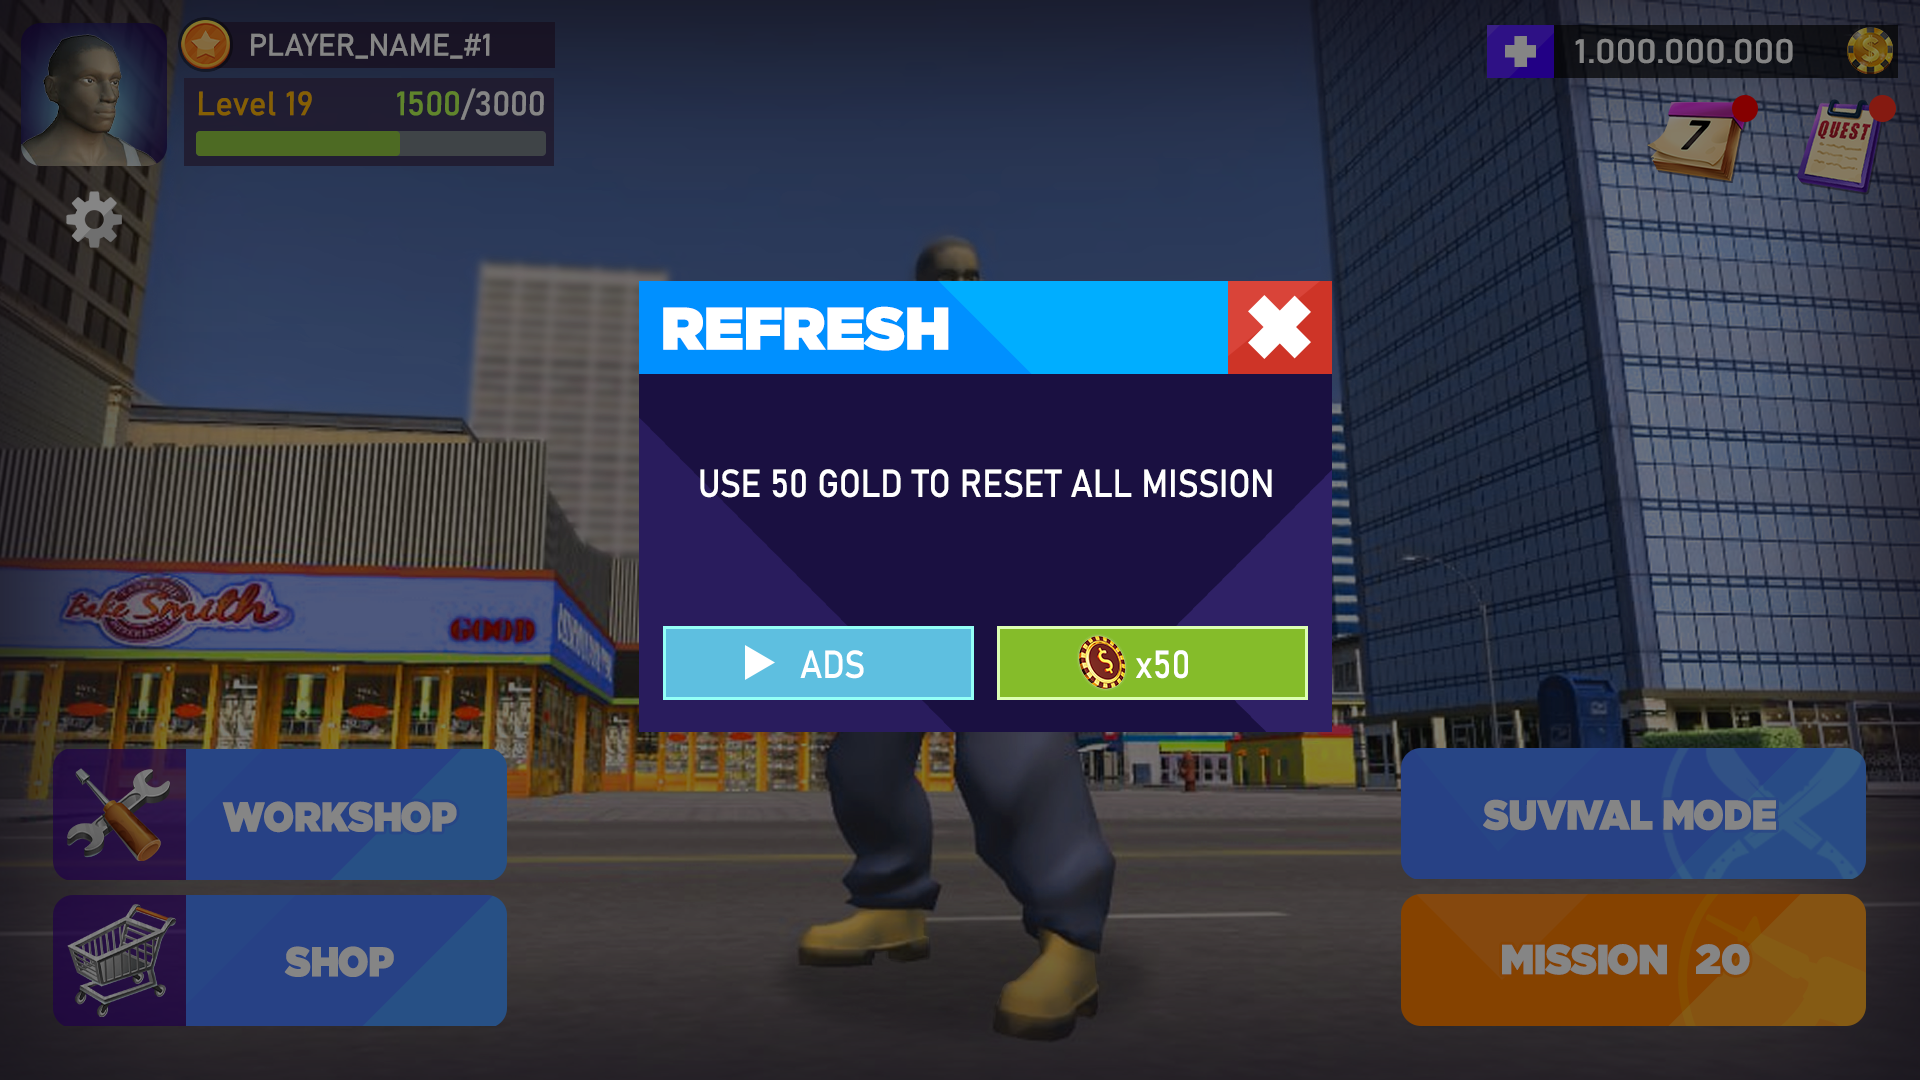 PLAYER_NAME_#1
Level 19 1500/3000
1.000.000.000
7
QUEST
REFRESH
USE 50 GOLD TO RESET ALL MISSION
ADS
x50
Bake Smith
GOOD
WORKSHOP
SHOP
SUVIVAL MODE
MISSION 20